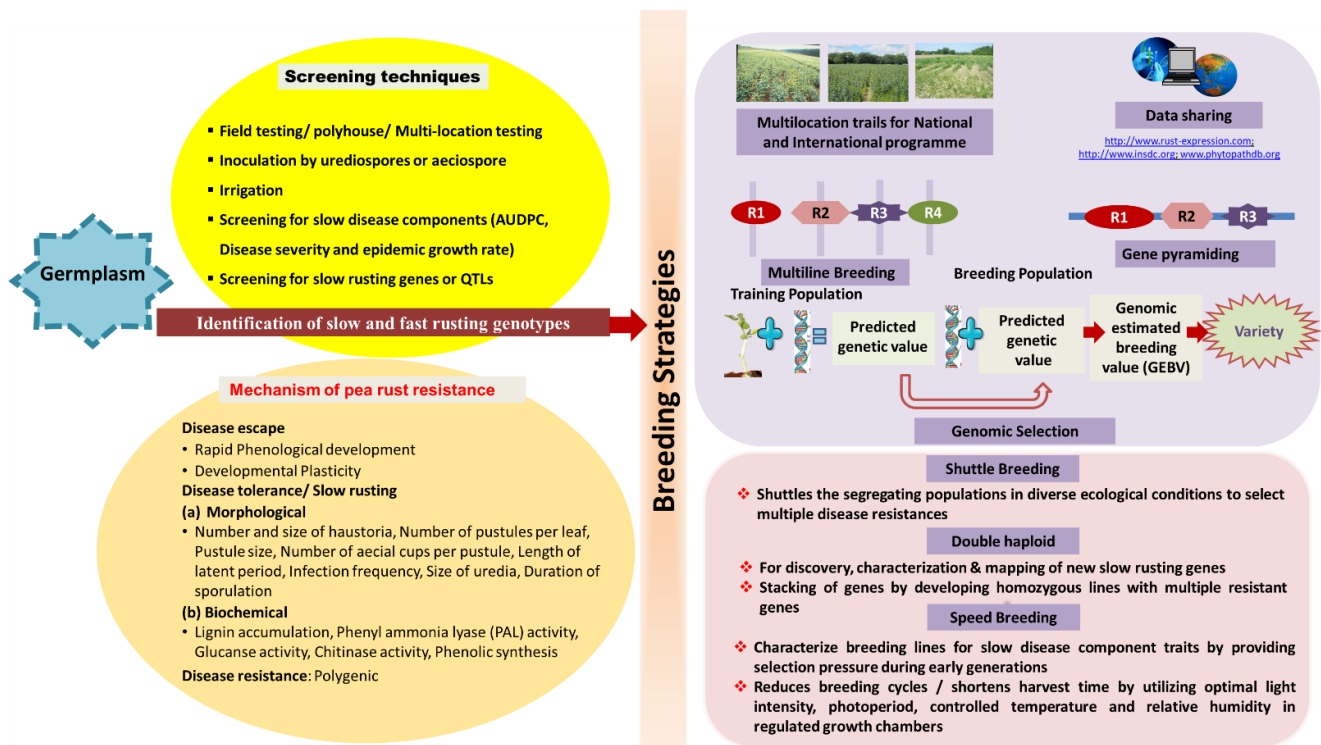 Screening techniques
▪ Field testing/ polyhouse/ Multi-location testing
▪ Inoculation by urediospores or aeciospore
▪ Irrigation
▪ Screening for slow disease components (AUDPC,
Disease severity and epidemic growth rate)
▪ Screening for slow rusting genes or QTLs
Germplasm
Identification of slow and fast rusting genotypes
Mechanism of pea rust resistance
Disease escape
• Rapid Phenological development
• Developmental Plasticity
Disease tolerance/ Slow rusting
(a) Morphological
• Number and size of haustoria, Number of pustules per leaf,
Pustule size, Number of aecial cups per pustule, Length of
latent period, Infection frequency, Size of uredia, Duration of
sporulation
(b) Biochemical
• Lignin accumulation, Phenyl ammonia lyase (PAL) activity,
Glucanse activity, Chitinase activity, Phenolic synthesis
Disease resistance: Polygenic
Breeding Strategies
Multilocation trails for National
and International programme
Data sharing
http://www.rust-expression.com;
http://www.insdc.org; www.phytopathdb.org
R1 R2 R3 R4
Multiline Breeding
R1 R2 R3
Gene pyramiding
Training Population
Breeding Population
Predicted
genetic value
Predicted
genetic
value
Genomic
estimated
breeding
value (GEBV)
Variety
Genomic Selection
Shuttle Breeding
❖ Shuttles the segregating populations in diverse ecological conditions to select
multiple disease resistances
Double haploid
❖ For discovery, characterization & mapping of new slow rusting genes
❖ Stacking of genes by developing homozygous lines with multiple resistant
genes
Speed Breeding
❖ Characterize breeding lines for slow disease component traits by providing
selection pressure during early generations
❖ Reduces breeding cycles / shortens harvest time by utilizing optimal light
intensity, photoperiod, controlled temperature and relative humidity in
regulated growth chambers